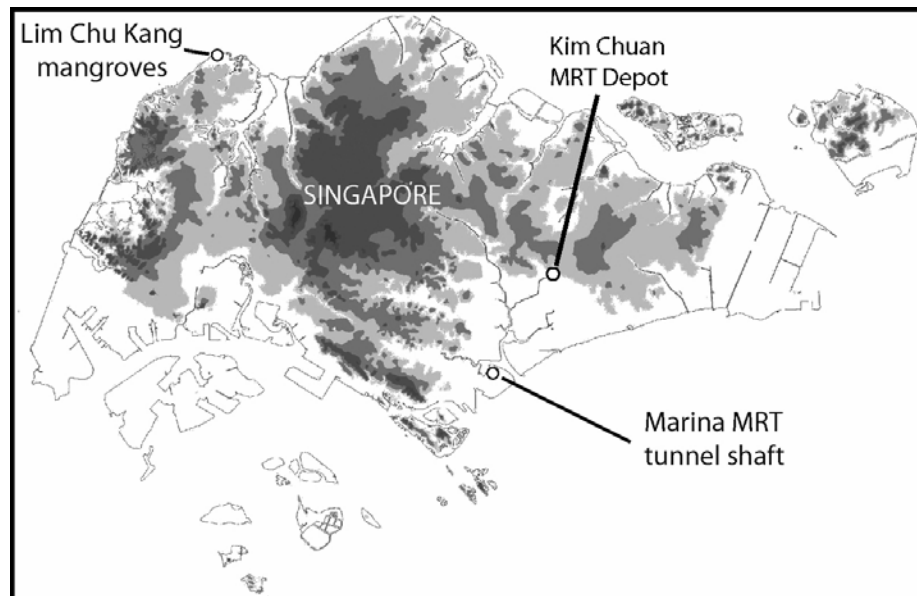 Lim Chu Kang
mangroves
Kim Chuan
MRT Depot
SINGAPORE
Marina MRT
tunnel shaft